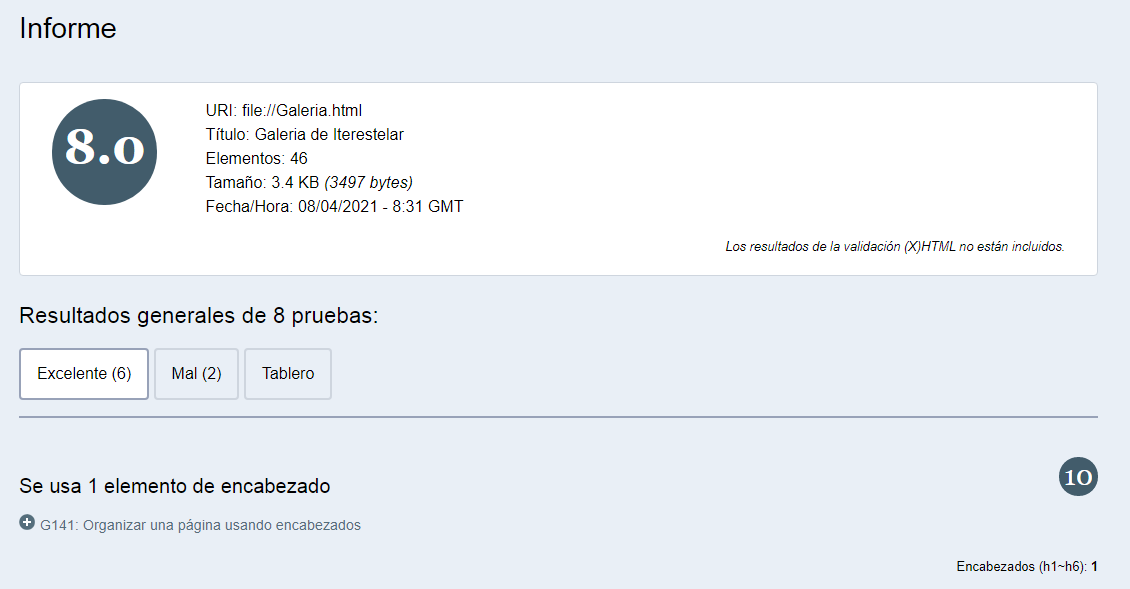 Informe
8.0
URI: file://Galeria.html
Título: Galeria de Iterestelar
Elementos: 46
Tamaño: 3.4 KB (3497 bytes)
Fecha/Hora: 08/04/2021 - 8:31 GMT
Los resultados de la validación (X)HTML no están incluidos.
Resultados generales de 8 pruebas:
Excelente (6) Mal (2) Tablero
Se usa 1 elemento de encabezado
10
G141: Organizar una página usando encabezados
Encabezados (h1~h6): 1